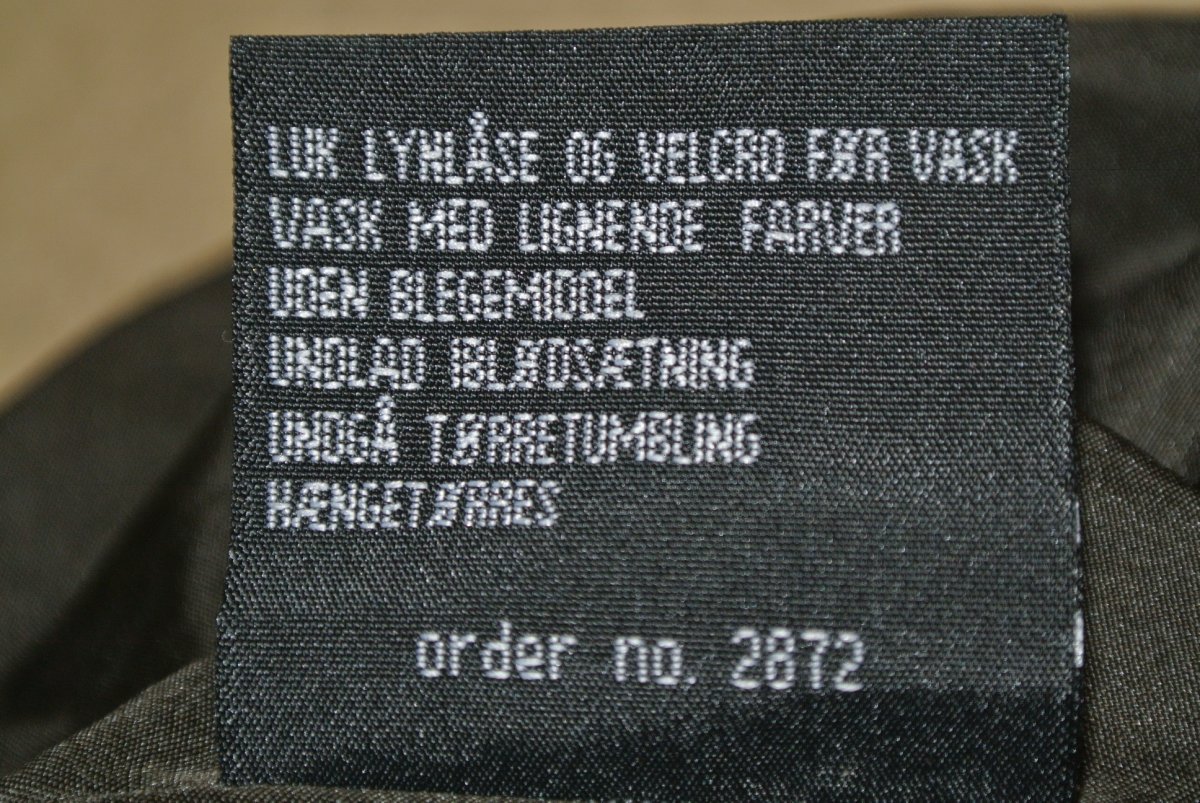 LUK LYNLÅSE OG VELCRO FØR VASK
VASK MED LIGNENDE FARVER
UDEN BLEGEMIDDEL
UNDLAD IBLØDSÆTNING
UNDGÅ TØRRETUMBLING
HÆNGETØRRES
order no. 2872